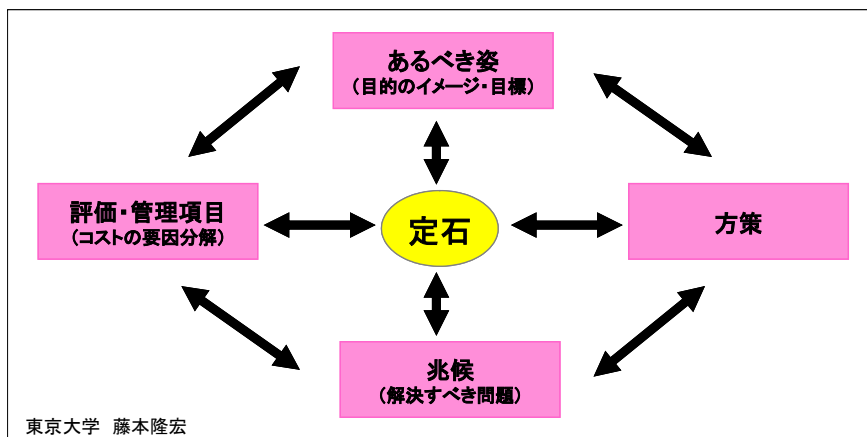 あるべき姿
（目的のイメージ・目標）
評価・管理項目
（コストの要因分解）
定石
方策
兆候
（解決すべき問題）
東京大学　藤本隆宏